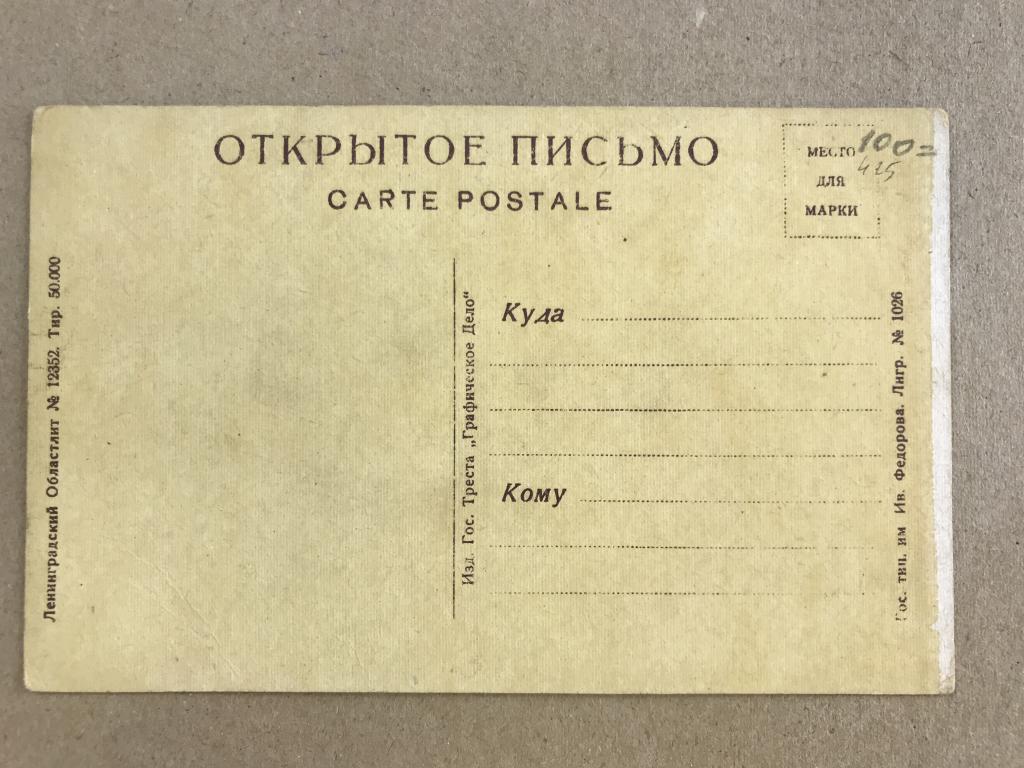 ОТКРЫТОЕ ПИСЬМО
CARTE POSTALE
МЕСТО
ДЛЯ
МАРКИ
100=
425
Ленинградский Областлит № 12352. Тир. 50.000
Изд. Гос. Треста „Графическое Дело“
Куда
Кому
Гос. тип. им Ив. Федорова. Лигр. № 1026